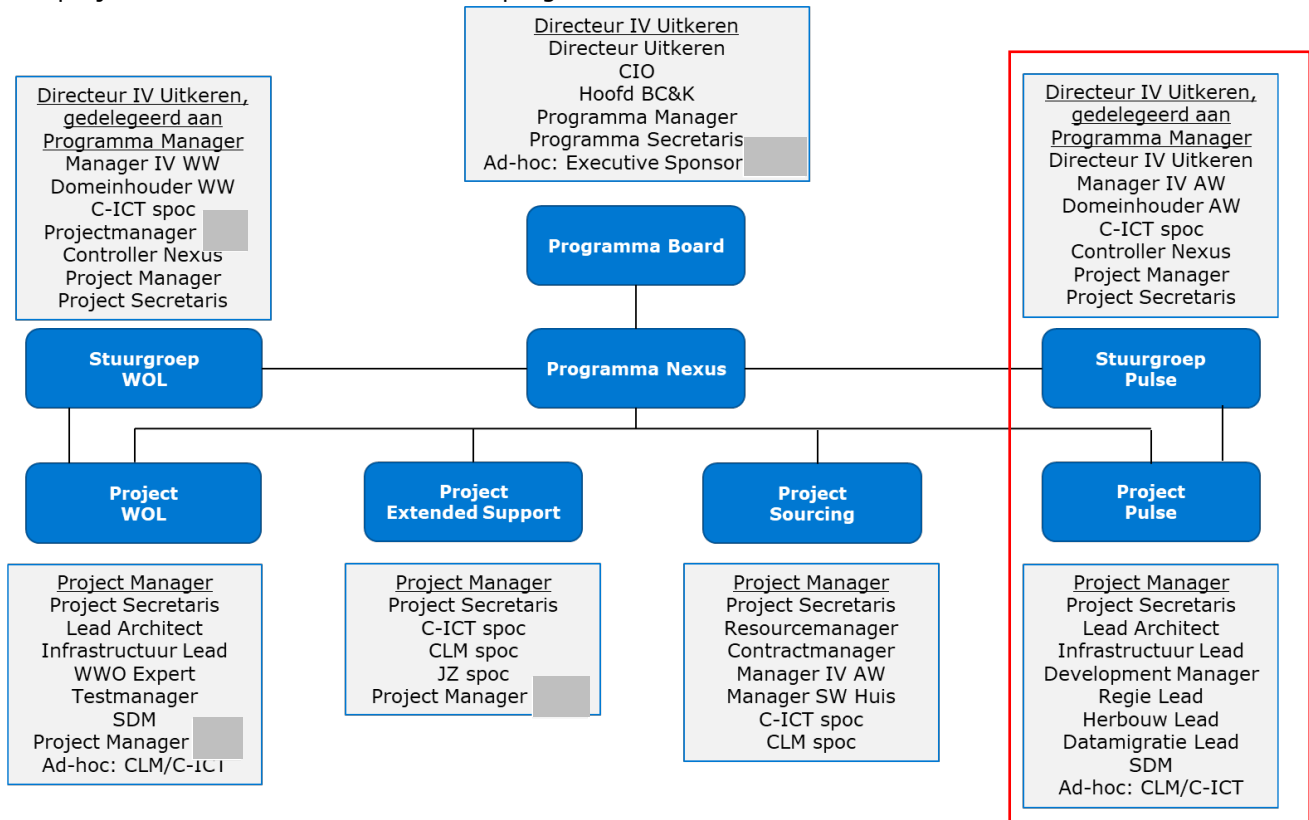 Directeur IV Uitkeren
Directeur Uitkeren
CIO
Hoofd BC&K
Programma Manager
Programma Secretaris
Ad-hoc: Executive Sponsor
Directeur IV Uitkeren,
gedelegeerd aan
Programma Manager
Manager IV WW
Domeinhouder WW
C-ICT spoc
Projectmanager
Controller Nexus
Project Manager
Project Secretaris
Directeur IV Uitkeren,
gedelegeerd aan
Programma Manager
Directeur IV Uitkeren
Manager IV AW
Domeinhouder AW
C-ICT spoc
Controller Nexus
Project Manager
Project Secretaris
Programma Board
Stuurgroep
WOL
Programma Nexus
Stuurgroep
Pulse
Project
WOL
Project
Extended Support
Project
Sourcing
Project
Pulse
Project Manager
Project Secretaris
Lead Architect
Infrastructuur Lead
WWO Expert
Testmanager
SDM
Project Manager
Ad-hoc: CLM/C-ICT
Project Manager
Project Secretaris
C-ICT spoc
CLM spoc
JZ spoc
Project Manager
Project Manager
Project Secretaris
Resourcemanager
Contractmanager
Manager IV AW
Manager SW Huis
C-ICT spoc
CLM spoc
Project Manager
Project Secretaris
Lead Architect
Infrastructuur Lead
Development Manager
Regie Lead
Herbouw Lead
Datamigratie Lead
SDM
Ad-hoc: CLM/C-ICT